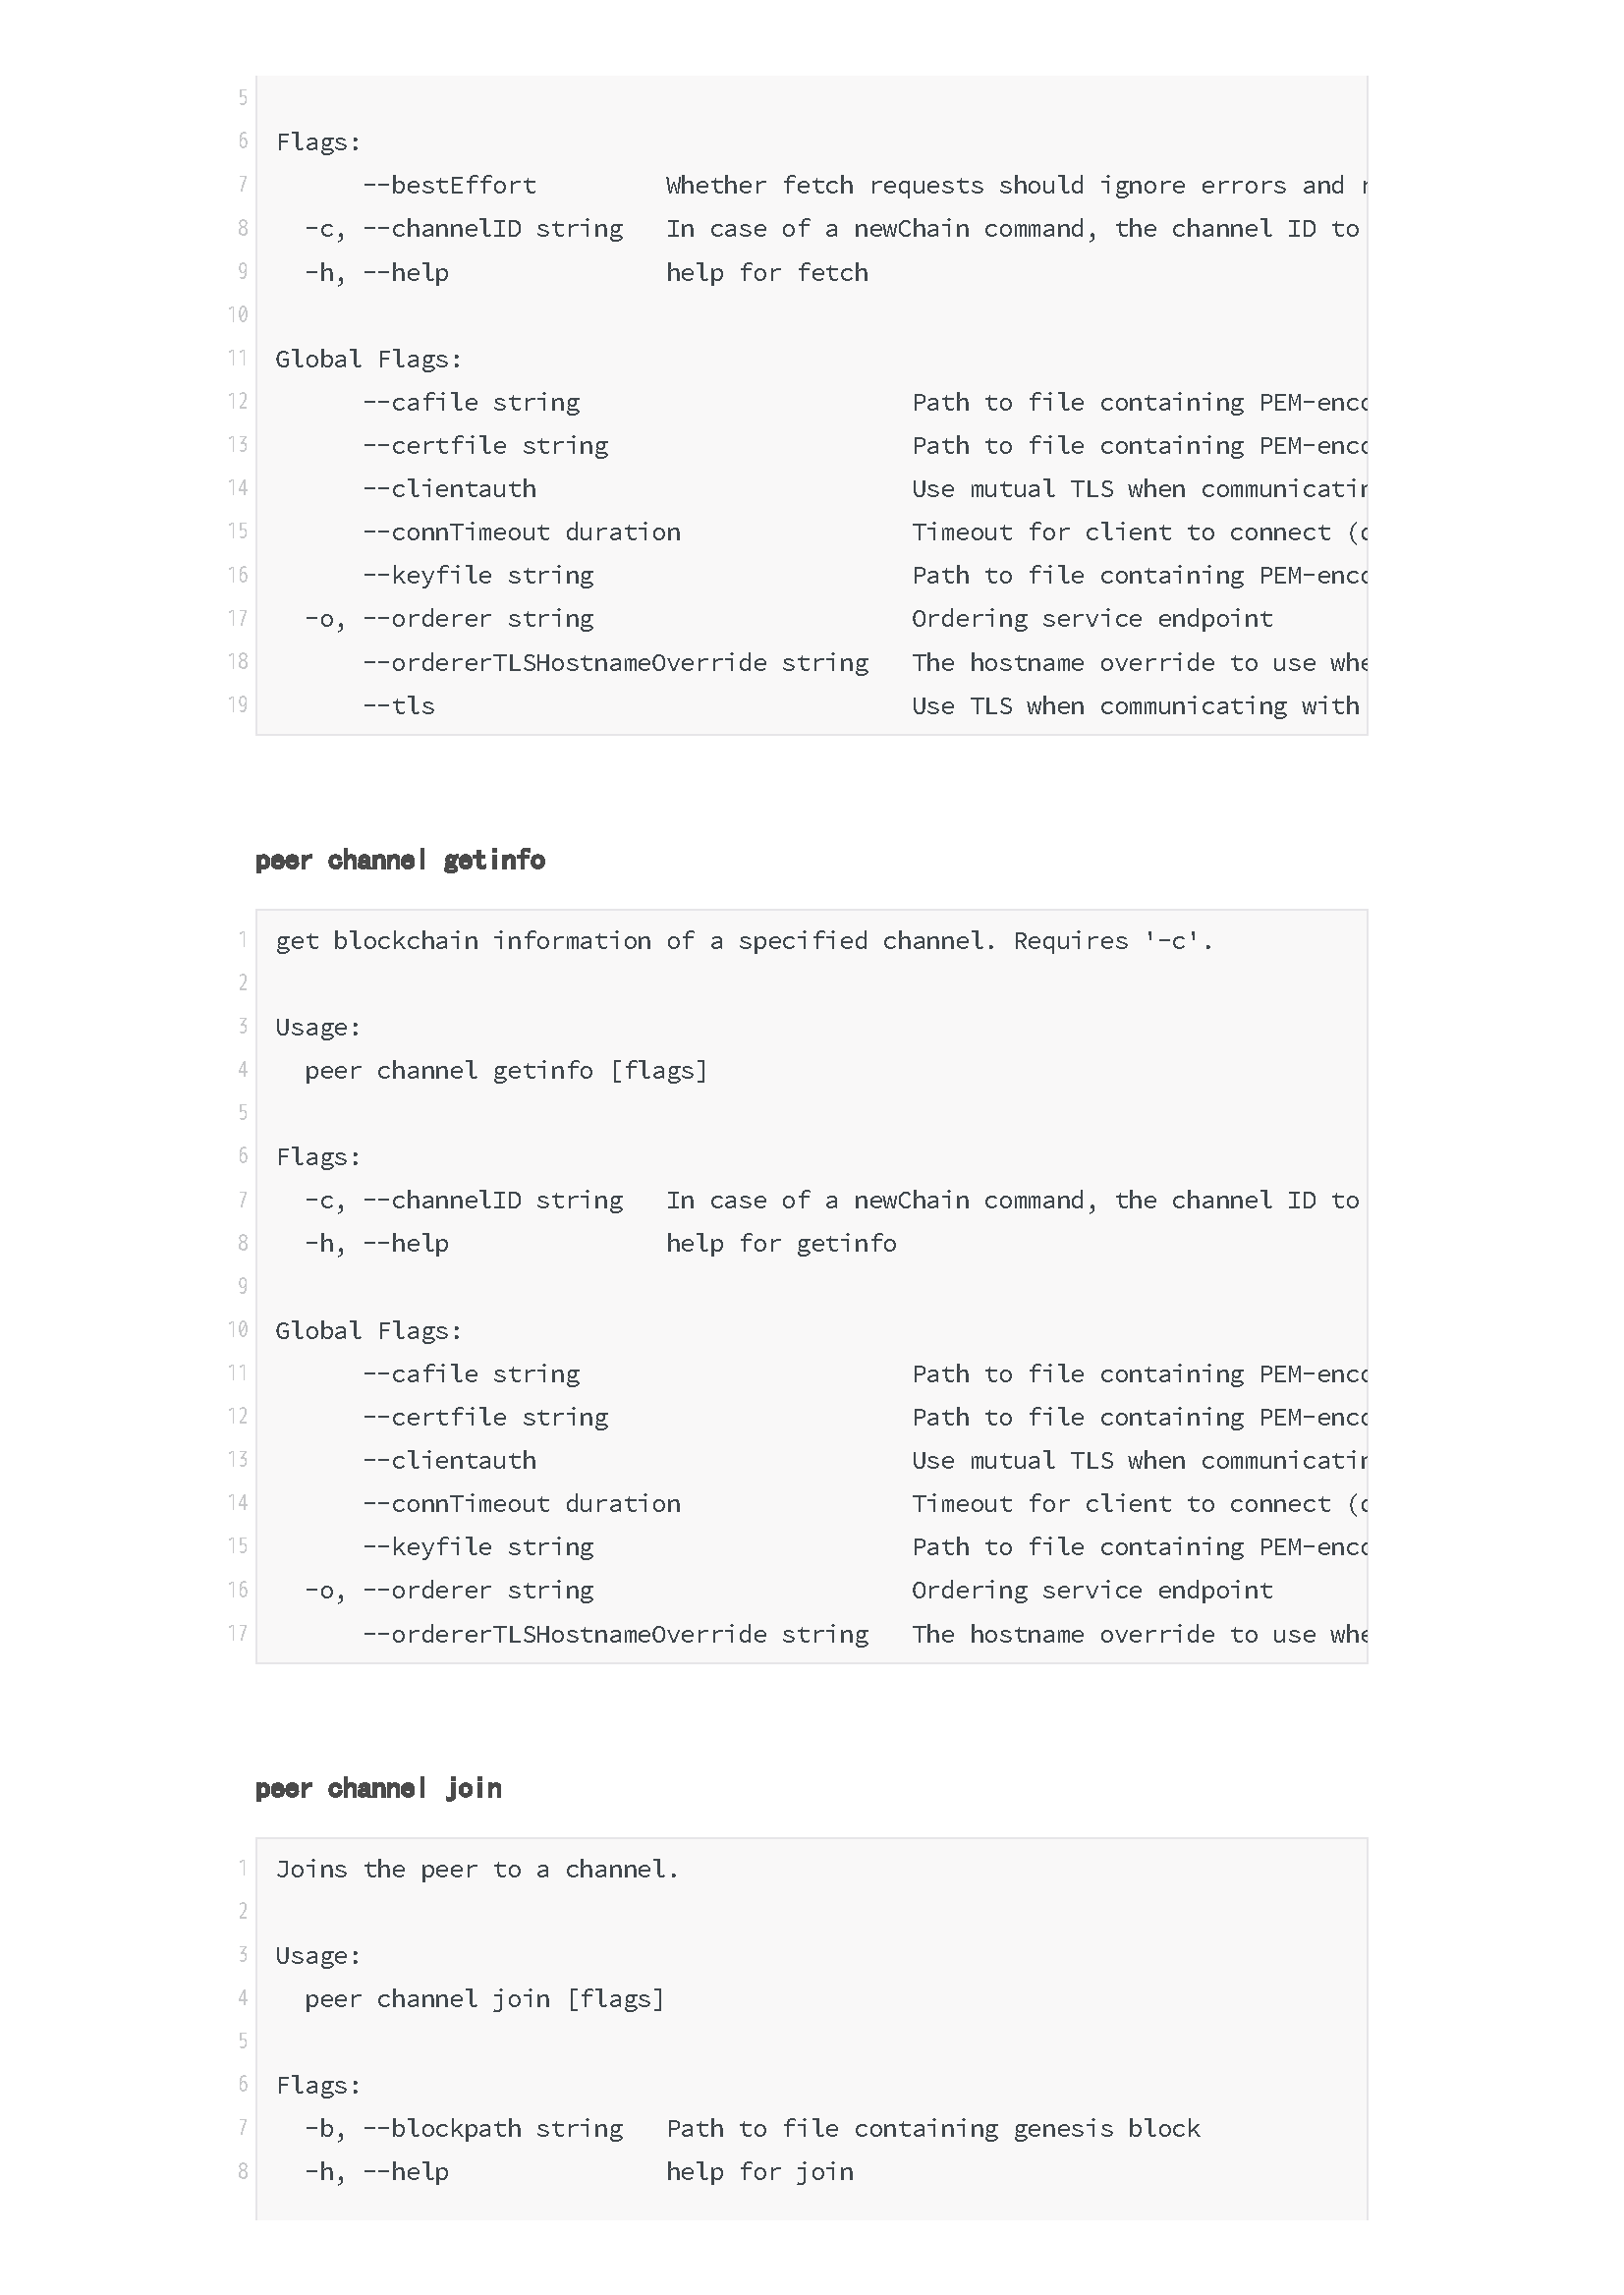 5
6 Flags:
7       --bestEffort         Whether fetch requests should ignore errors and
8   -c, --channelID string   In case of a newChain command, the channel ID to
9   -h, --help               help for fetch
10
11 Global Flags:
12       --cafile string                       Path to file containing PEM-enc
13       --certfile string                     Path to file containing PEM-enc
14       --clientauth                          Use mutual TLS when communicati
15       --connTimeout duration                Timeout for client to connect (
16       --keyfile string                      Path to file containing PEM-enc
17   -o, --orderer string                      Ordering service endpoint
18       --ordererTLSHostnameOverride string   The hostname override to use whe
19       --tls                                 Use TLS when communicating with
peer channel getinfo
1 get blockchain information of a specified channel. Requires '-c'.
2
3 Usage:
4   peer channel getinfo [flags]
5
6 Flags:
7   -c, --channelID string   In case of a newChain command, the channel ID to
8   -h, --help               help for getinfo
9
10 Global Flags:
11       --cafile string                       Path to file containing PEM-enc
12       --certfile string                     Path to file containing PEM-enc
13       --clientauth                          Use mutual TLS when communicati
14       --connTimeout duration                Timeout for client to connect (
15       --keyfile string                      Path to file containing PEM-enc
16   -o, --orderer string                      Ordering service endpoint
17       --ordererTLSHostnameOverride string   The hostname override to use whe
peer channel join
1 Joins the peer to a channel.
2
3 Usage:
4   peer channel join [flags]
5
6 Flags:
7   -b, --blockpath string   Path to file containing genesis block
8   -h, --help               help for join